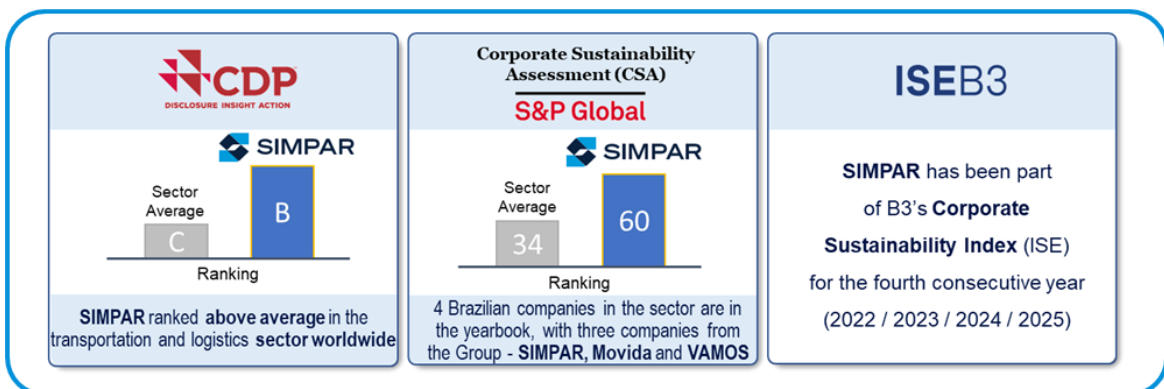 CDP
DISCLOSURE INSIGHT ACTION
SIMPAR
Sector
Average
C
B
Ranking
SIMPAR ranked above average in the
transportation and logistics sector worldwide
Corporate Sustainability
Assessment (CSA)
S&P Global
SIMPAR
Sector
Average
34
60
Ranking
4 Brazilian companies in the sector are in
the yearbook, with three companies from
the Group - SIMPAR, Movida and VAMOS
ISEB3
SIMPAR has been part
of B3’s Corporate
Sustainability Index (ISE)
for the fourth consecutive year
(2022 / 2023 / 2024 / 2025)